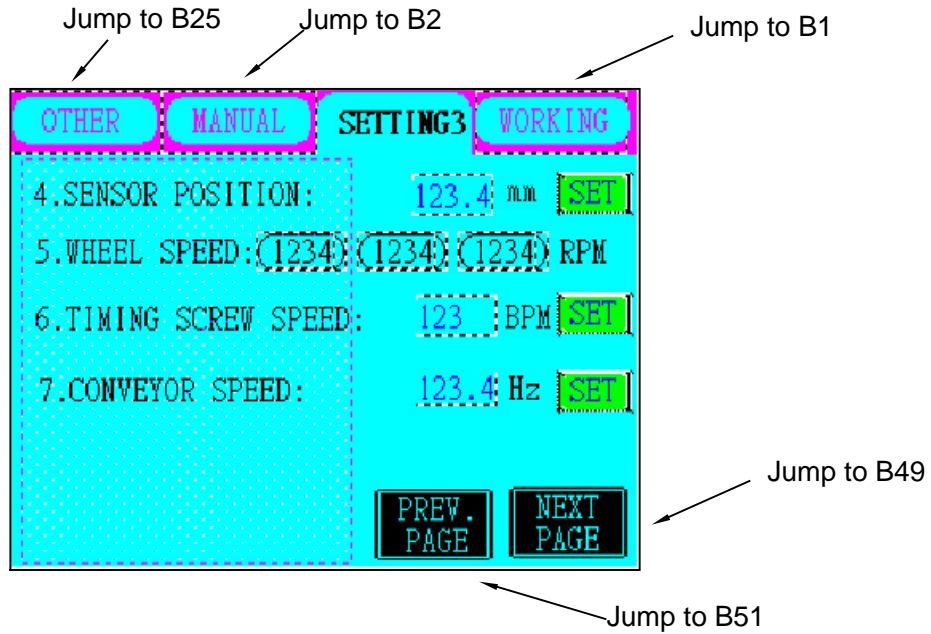 Jump to B25 Jump to B2 Jump to B1
OTHER MANUAL SETTING3 WORKING
4.SENSOR POSITION: 123.4 mm SET
5.WHEEL SPEED: 1234 1234 1234 RPM
6.TIMING SCREW SPEED: 123 BPM SET
7.CONVEYOR SPEED: 123.4 Hz SET
Jump to B49
PREV. PAGE
NEXT PAGE
Jump to B51